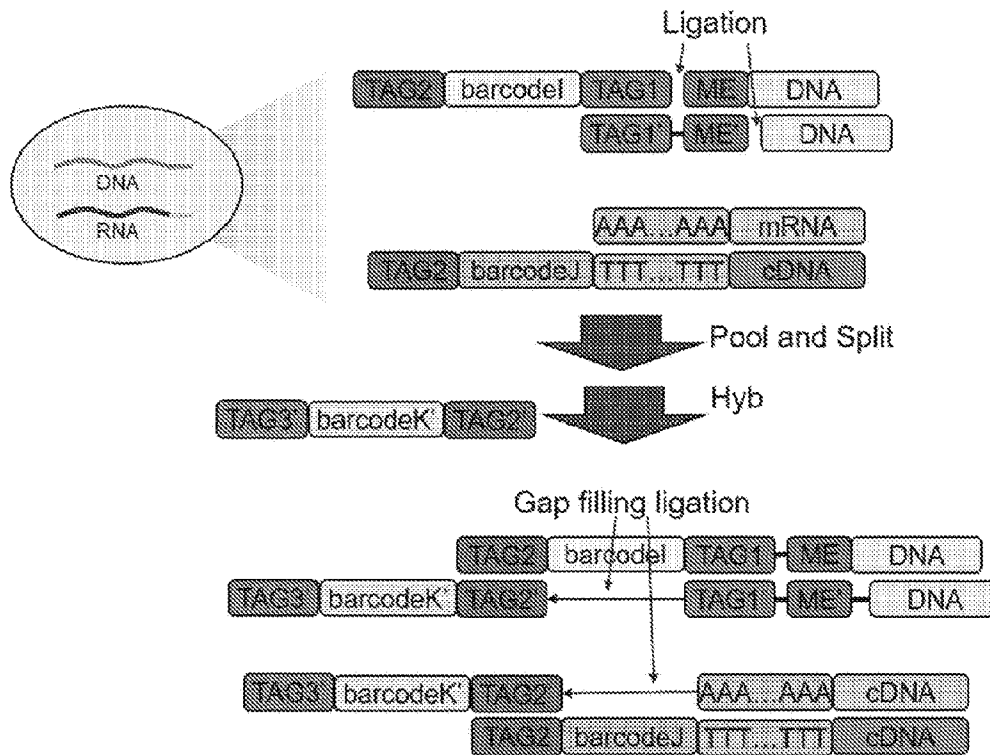 Ligation
TAG2 barcodeI TAG1 ME DNA
TAG1' ME' DNA
DNA
RNA
AAA...AAA mRNA
TAG2 barcodeJ TTT...TTT cDNA
Pool and Split
Hyb
TAG3' barcodeK' TAG2'
Gap filling ligation
TAG2 barcodeI TAG1 ME DNA
TAG3 barcodeK' TAG2' TAG1 ME' DNA
TAG3 barcodeK' TAG2 AAA...AAA cDNA
TAG2 barcodeJ TTT...TTT cDNA